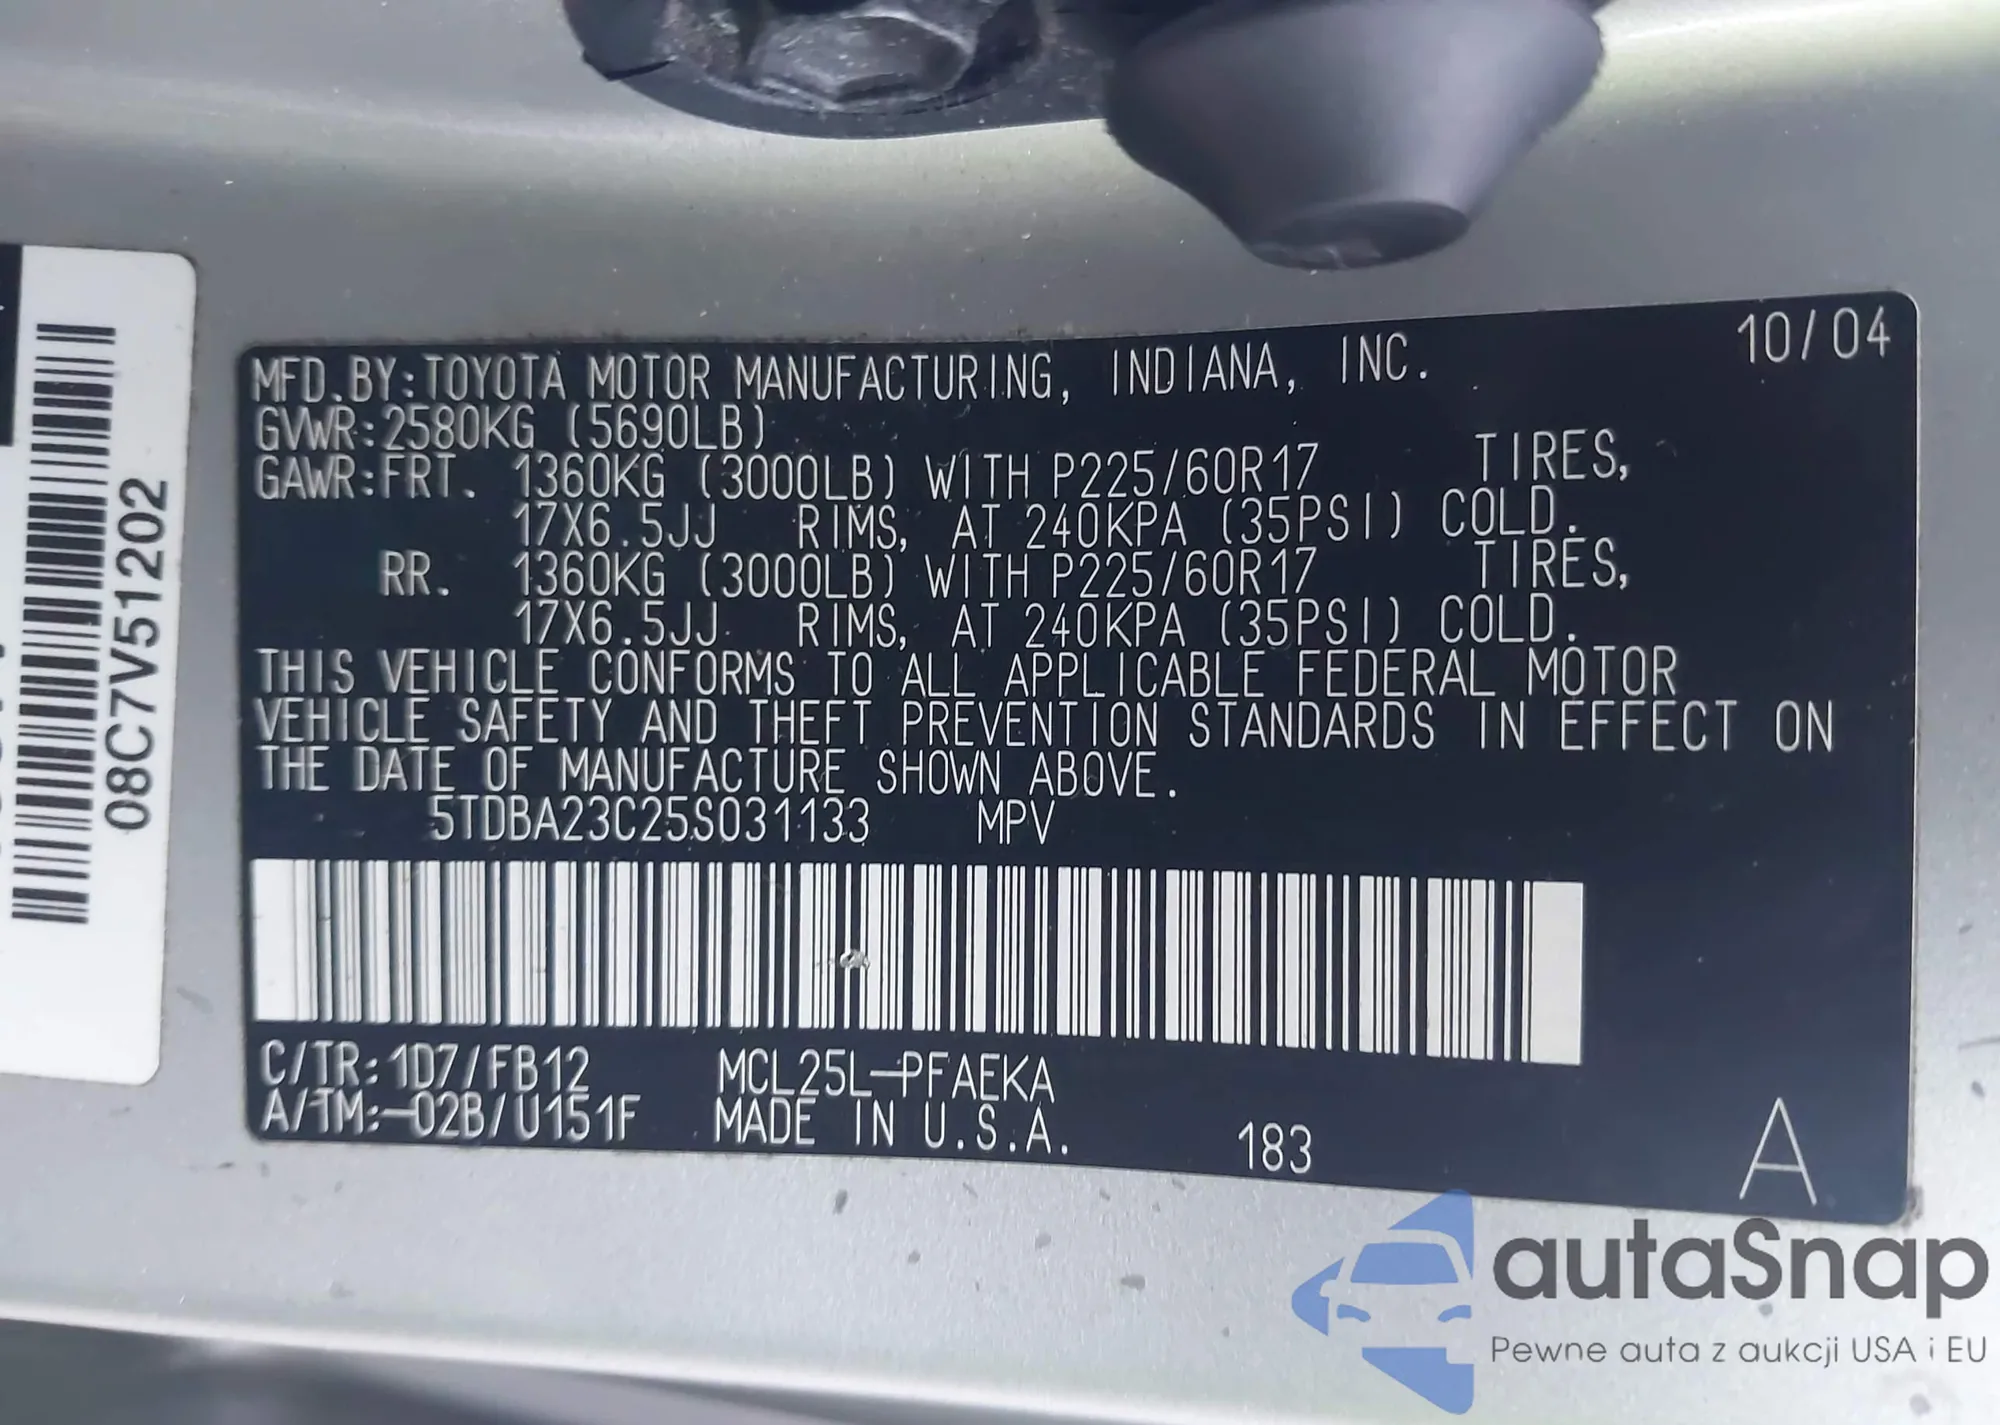 10/04
MFD.BY:TOYOTA MOTOR MANUFACTURING, INDIANA, INC.
GVWR:2580KG (5690LB)
GAWR:FRT. 1360KG (3000LB) WITH P225/60R17 TIRES,
17X6.5JJ RIMS, AT 240KPA (35PSI) COLD.
RR. 1360KG (3000LB) WITH P225/60R17 TIRES,
17X6.5JJ RIMS, AT 240KPA (35PSI) COLD.
THIS VEHICLE CONFORMS TO ALL APPLICABLE FEDERAL MOTOR
VEHICLE SAFETY AND THEFT PREVENTION STANDARDS IN EFFECT ON
THE DATE OF MANUFACTURE SHOWN ABOVE.
5TDBA23C25S031133 MPV
C/TR:1D7/FB12 MCL25L-PFAEKA
A/TM:-02B/U151F MADE IN U.S.A. 183 A
08C7V51202
autaSnap
Pewne auta z aukcji USA i EU